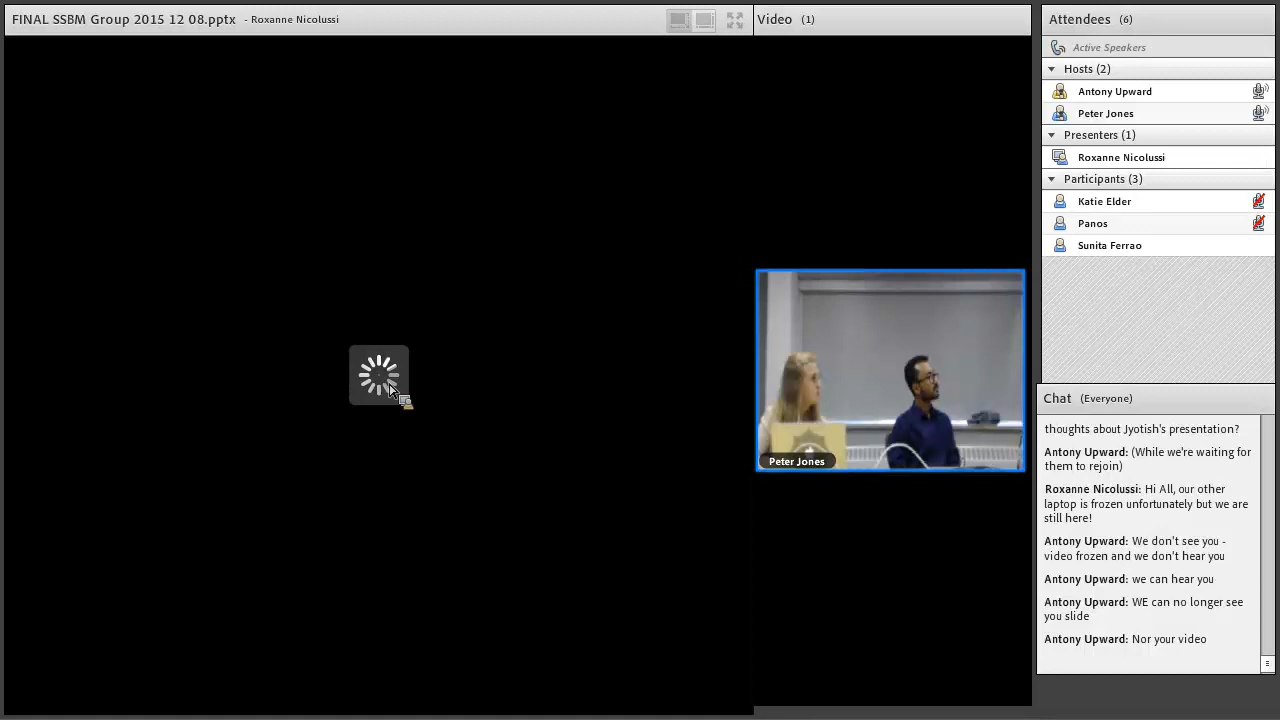 FINAL SSBM Group 2015 12 08.pptx - Roxanne Nicolussi
Video (1)
Peter Jones
Attendees (6)
Active Speakers
Hosts (2)
Antony Upward
Peter Jones
Presenters (1)
Roxanne Nicolussi
Participants (3)
Katie Elder
Panos
Sunita Ferrao
Chat (Everyone)
thoughts about Jyotish's presentation?
Antony Upward: (While we're waiting for
them to rejoin)
Roxanne Nicolussi: Hi All, our other
laptop is frozen unfortunately but we are
still here!
Antony Upward: We don't see you -
video frozen and we don't hear you
Antony Upward: we can hear you
Antony Upward: WE can no longer see
you slide
Antony Upward: Nor your video